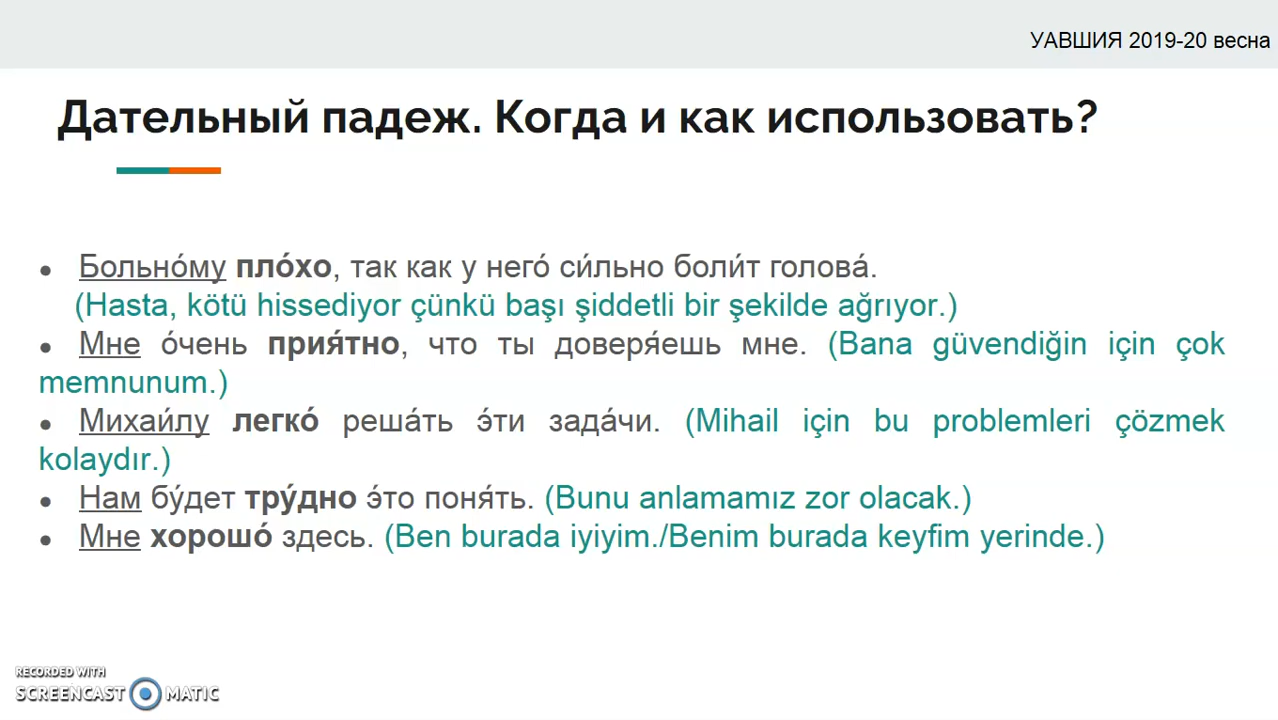 УАВШИЯ 2019-20 весна
Дательный падеж. Когда и как использовать?
● Больно́му пло́хо, так как у него́ си́льно боли́т голова́.
(Hasta, kötü hissediyor çünkü başı şiddetli bir şekilde ağrıyor.)
● Мне о́чень прия́тно, что ты доверя́ешь мне. (Bana güvendiğin için çok
memnunum.)
● Михаи́лу легко́ реша́ть э́ти зада́чи. (Mihail için bu problemleri çözmek
kolaydır.)
● Нам бу́дет тру́дно э́то поня́ть. (Bunu anlamamız zor olacak.)
● Мне хорошо́ здесь. (Ben burada iyiyim./Benim burada keyfim yerinde.)
RECORDED WITH
SCREENCAST MATIC